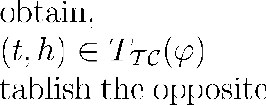 obtain,
(t, h) ∈ T_{𝒯𝒞}(φ)
tablish the opposite